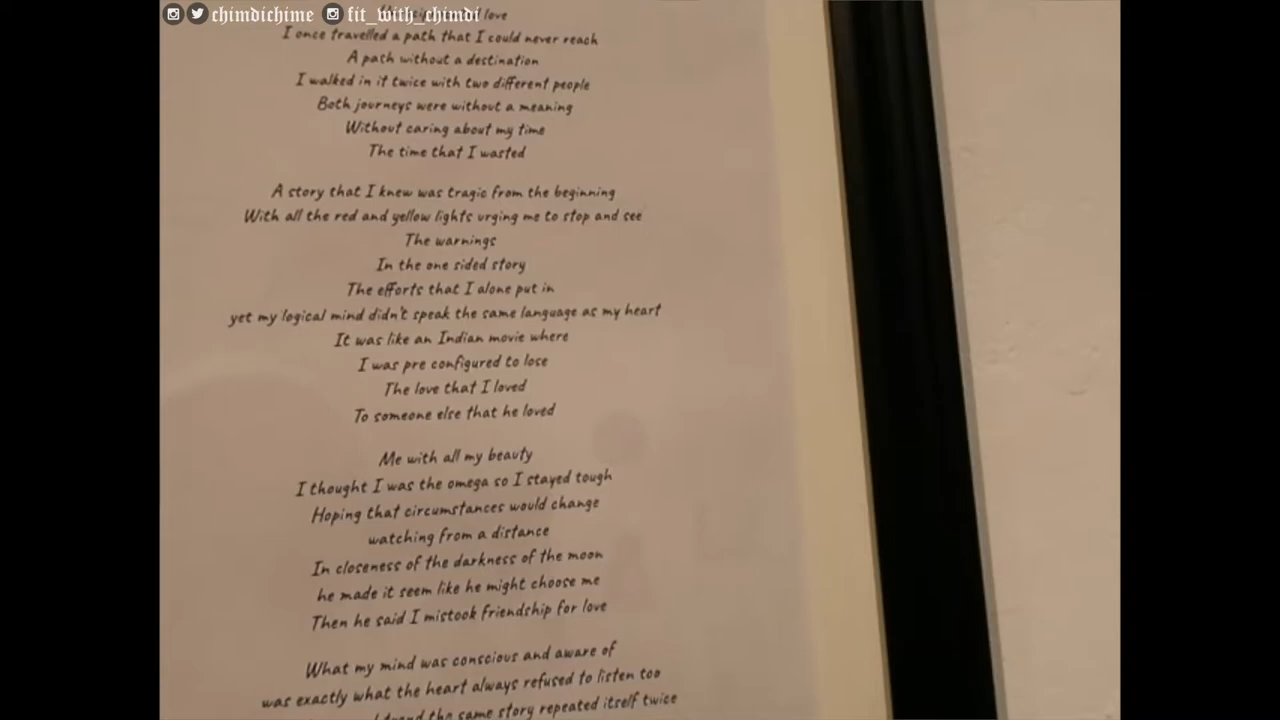 chimdichime fit_with_chimdi
love
I once travelled a path that I could never reach
A path without a destination
I walked in it twice with two different people
Both journeys were without a meaning
Without caring about my time
The time that I wasted
A story that I knew was tragic from the beginning
With all the red and yellow lights urging me to stop and see
The warnings
In the one sided story
The efforts that I alone put in
yet my logical mind didn't speak the same language as my heart
It was like an Indian movie where
I was pre configured to lose
The love that I loved
To someone else that he loved
Me with all my beauty
I thought I was the omega so I stayed tough
Hoping that circumstances would change
watching from a distance
In closeness of the darkness of the moon
he made it seem like he might choose me
Then he said I mistook friendship for love
What my mind was conscious and aware of
was exactly what the heart always refused to listen too
the same story repeated itself twice